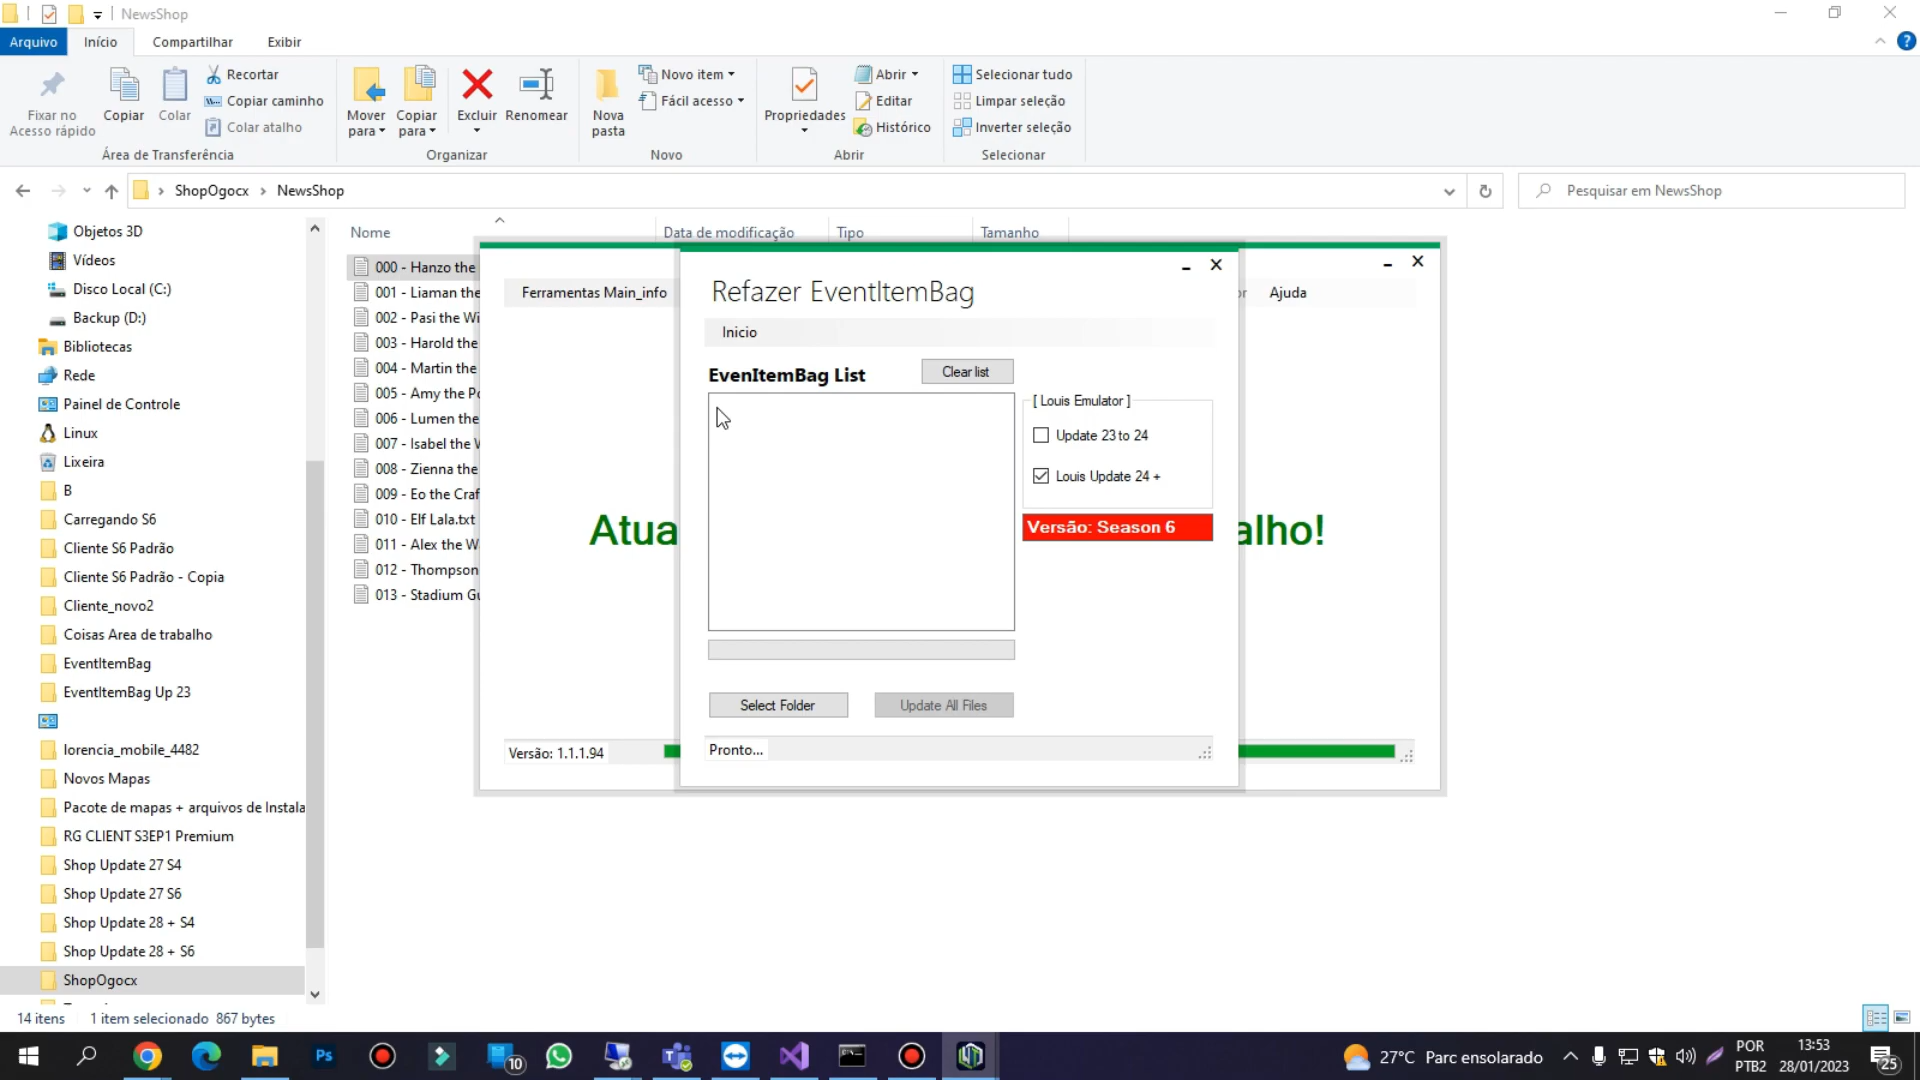 NewsShop
Arquivo
Início
Compartilhar
Exibir
Fixar no
Acesso rápido
Copiar
Colar
Recortar
Copiar caminho
Colar atalho
Área de Transferência
Mover
para
Copiar
para
Excluir
Renomear
Organizar
Nova
pasta
Novo item
Fácil acesso
Novo
Propriedades
Abrir
Editar
Histórico
Abrir
Selecionar tudo
Limpar seleção
Inverter seleção
Selecionar
ShopOgocx
NewsShop
Pesquisar em NewsShop
Objetos 3D
Vídeos
Disco Local (C:)
Backup (D:)
Bibliotecas
Rede
Painel de Controle
Linux
Lixeira
B
Carregando S6
Cliente S6 Padrão
Cliente S6 Padrão - Copia
Cliente_novo2
Coisas Area de trabalho
EventItemBag
EventItemBag Up 23
lorencia_mobile_4482
Novos Mapas
Pacote de mapas + arquivos de Instala
RG CLIENT S3EP1 Premium
Shop Update 27 S4
Shop Update 27 S6
Shop Update 28 + S4
Shop Update 28 + S6
ShopOgocx
Nome
Data de modificação
Tipo
Tamanho
000 - Hanzo the
001 - Liaman the
002 - Pasi the Wi
003 - Harold the
004 - Martin the
005 - Amy the Po
006 - Lumen the
007 - Isabel the W
008 - Zienna the
009 - Eo the Craf
010 - Elf Lala.txt
011 - Alex the W
012 - Thompson
013 - Stadium Gu
Ferramentas Main_info
or
Ajuda
Atua
alho!
Versão: 1.1.1.94
Refazer EventItemBag
Inicio
EvenItemBag List
Clear list
[ Louis Emulator ]
Update 23 to 24
Louis Update 24 +
Versão: Season 6
Select Folder
Update All Files
Pronto...
14 itens
1 item selecionado 867 bytes
Ps
10
27°C Parc ensolarado
POR
PTB2
13:53
28/01/2023
25